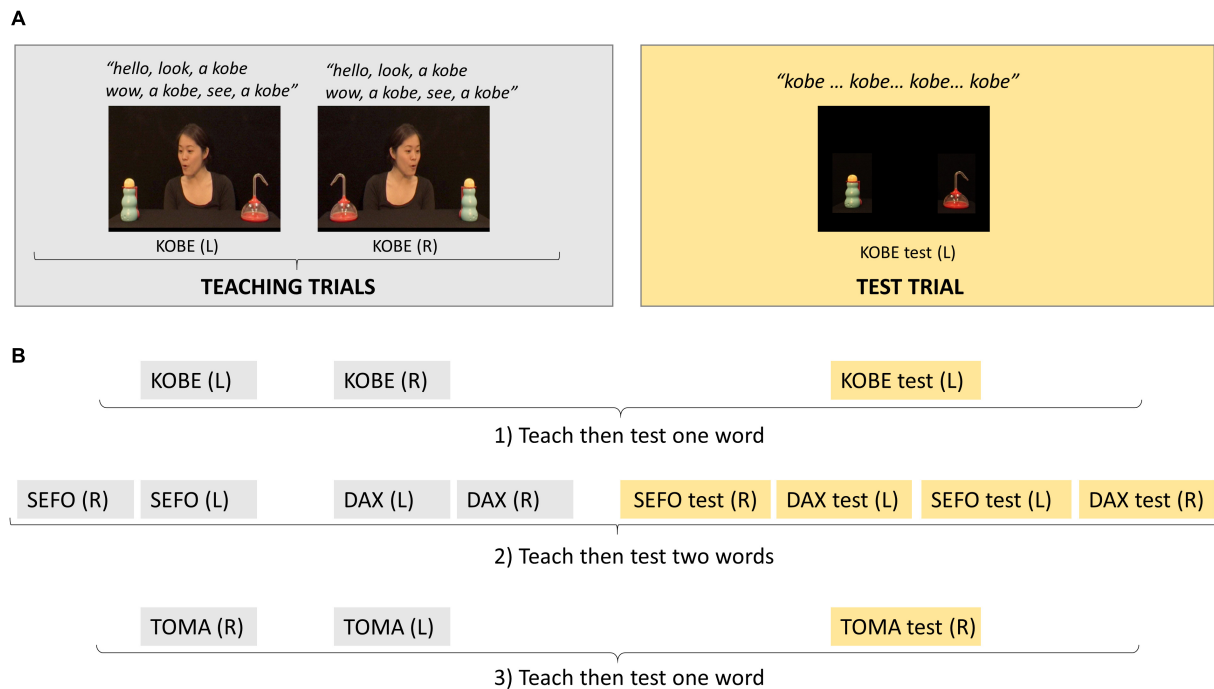 A
“hello, look, a kobe
wow, a kobe, see, a kobe”
“hello, look, a kobe
wow, a kobe, see, a kobe”
KOBE (L)
KOBE (R)
TEACHING TRIALS
“kobe ... kobe... kobe... kobe”
KOBE test (L)
TEST TRIAL
B
KOBE (L)
KOBE (R)
KOBE test (L)
1) Teach then test one word
SEFO (R)
SEFO (L)
DAX (L)
DAX (R)
SEFO test (R)
DAX test (L)
SEFO test (L)
DAX test (R)
2) Teach then test two words
TOMA (R)
TOMA (L)
TOMA test (R)
3) Teach then test one word